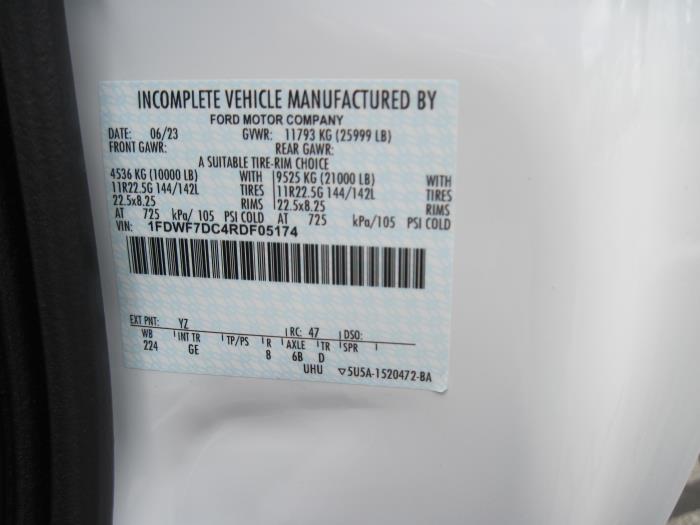 INCOMPLETE VEHICLE MANUFACTURED BY
FORD MOTOR COMPANY
DATE: 06/23 GVWR: 11793 KG (25999 LB)
FRONT GAWR: REAR GAWR:
A SUITABLE TIRE-RIM CHOICE
4536 KG (10000 LB) WITH 9525 KG (21000 LB) WITH
11R22.5G 144/142L TIRES 11R22.5G 144/142L TIRES
22.5x8.25 RIMS 22.5x8.25 RIMS
AT 725 kPa/ 105 PSI COLD AT 725 kPa/ 105 PSI COLD
VIN: 1FDWF7DC4RDF05174
EXT PNT: YZ RC: 47 DSO:
WB INT TR TP/PS R AXLE TR SPR
224 GE 8 6B D
UHU ▽5USA-1520472-BA